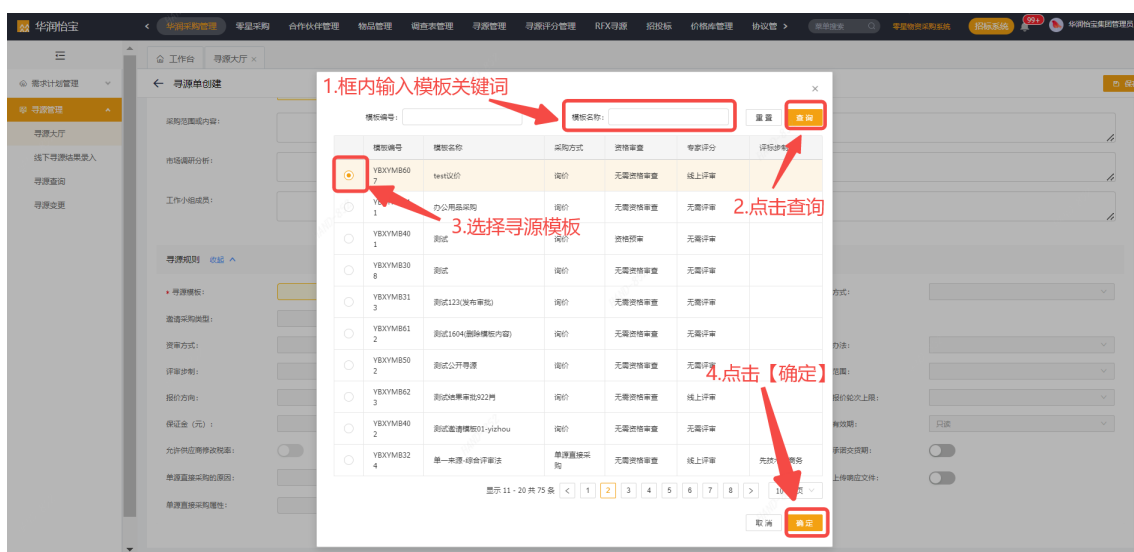 华润怡宝
华润采购管理 零星采购 合作伙伴管理 物品管理 调查表管理 寻源管理 寻源评分管理 RFX寻源 招投标 价格库管理 协议管 >
菜单搜索 零星物资采购系统 招标系统 99+ 华润怡宝集团管理员
工作台 寻源大厅 ×
需求计划管理
寻源管理
寻源大厅
线下寻源结果录入
寻源查询
寻源变更
← 寻源单创建
采购范围或内容:
市场调研分析:
工作小组成员:
寻源规则 收起
* 寻源模板:
邀请采购类型:
资审方式:
评审步制:
报价方向:
保证金（元）:
允许供应商修改税率:
单源直接采购的原因:
单源直接采购属性:
1.框内输入模板关键词
模板编号: 模板名称: 重置 查询
模板编号 模板名称 采购方式 资格审查 专家评分
YBXYMB607 test议价 询价 无需资格审查 线上评审
办公用品采购 询价 无需资格审查 无需评审
2.点击查询
3.选择寻源模板
YBXYMB401 测试 询价 资格预审 无需评审
YBXYMB308 测试 询价 无需资格审查 无需评审
YBXYMB313 测试123(发布审批) 询价 无需资格审查 无需评审
YBXYMB612 测试1604(删除模板内容) 询价 无需资格审查 无需评审
YBXYMB502 测试公开寻源 询价 无需资格审查 无需评审
4.点击【确定】
YBXYMB623 测试结果审批922肖 询价 无需资格审查 线上评审
YBXYMB402 测试邀请模板01-yizhou 询价 无需资格审查 无需评审
YBXYMB324 单一来源-综合评审法 单源直接采购 无需资格审查 线上评审
显示 11 - 20 共 75 条 < 1 2 3 4 5 6 7 8 >
取消 确定
方式:
办法:
范围:
报价轮次上限:
有效期: 只读
承诺交货期:
上传响应文件: